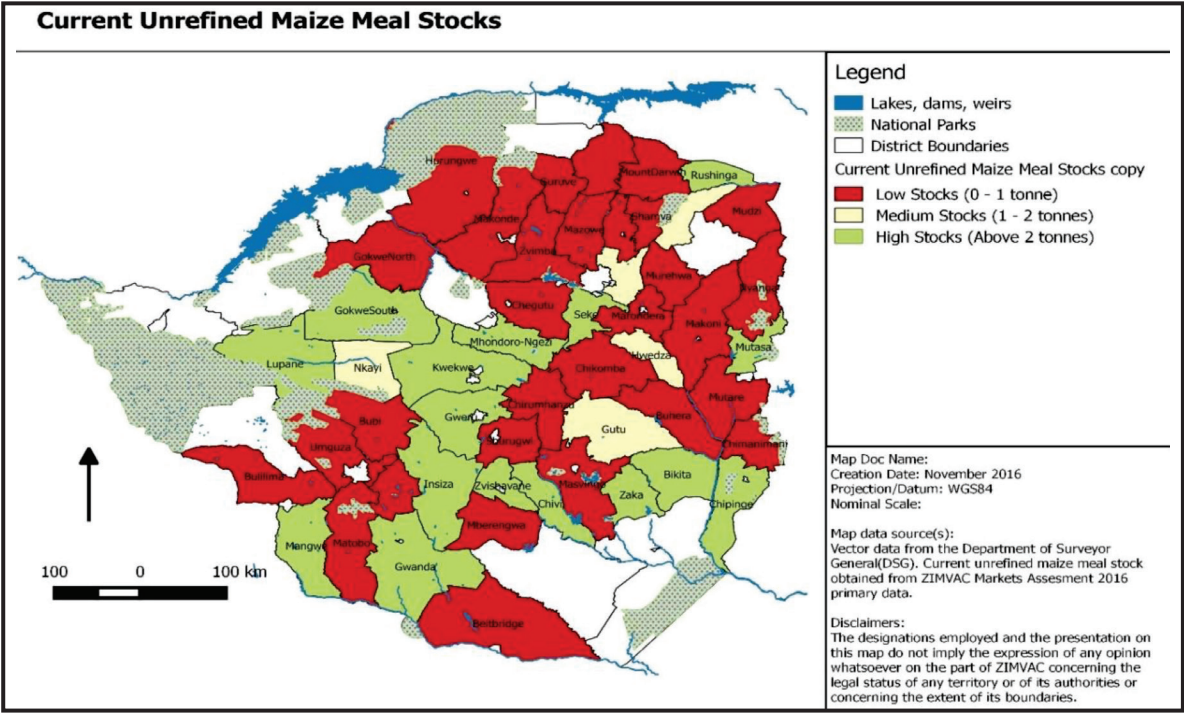 Current Unrefined Maize Meal Stocks
Legend
Lakes, dams, weirs
National Parks
District Boundaries
Current Unrefined Maize Meal Stocks copy
Low Stocks (0 - 1 tonne)
Medium Stocks (1 - 2 tonnes)
High Stocks (Above 2 tonnes)
Hurungwe
Guruve
MountDarwin
Rushinga
Makonde
Mazowe
Shamva
Mudzi
Zvimba
GokweNorth
Murehwa
Nyanga
Chegutu
GokweSouth
Seke
Marondera
Makoni
Mhondoro-Ngezi
Mutasa
Lupane
Nkayi
Kwekwe
Hwedza
Chikomba
Mutare
Chirumhanzu
Bubi
Gweru
Buhera
Gutu
Shurugwi
Chimanimani
Umguza
Bulilima
Insiza
Zvishavane
Masvingo
Bikita
Zaka
Chivi
Chipinge
Mberengwa
Mangwe
Matobo
Gwanda
Beitbridge
100 0 100 km
Map Doc Name:
Creation Date: November 2016
Projection/Datum: WGS84
Nominal Scale:
Map data source(s):
Vector data from the Department of Surveyor
General(DSG). Current unrefined maize meal stock
obtained from ZIMVAC Markets Assesment 2016
primary data.
Disclaimers:
The designations employed and the presentation on
this map do not imply the expression of any opinion
whatsoever on the part of ZIMVAC concerning the
legal status of any territory or of its authorities or
concerning the extent of its boundaries.